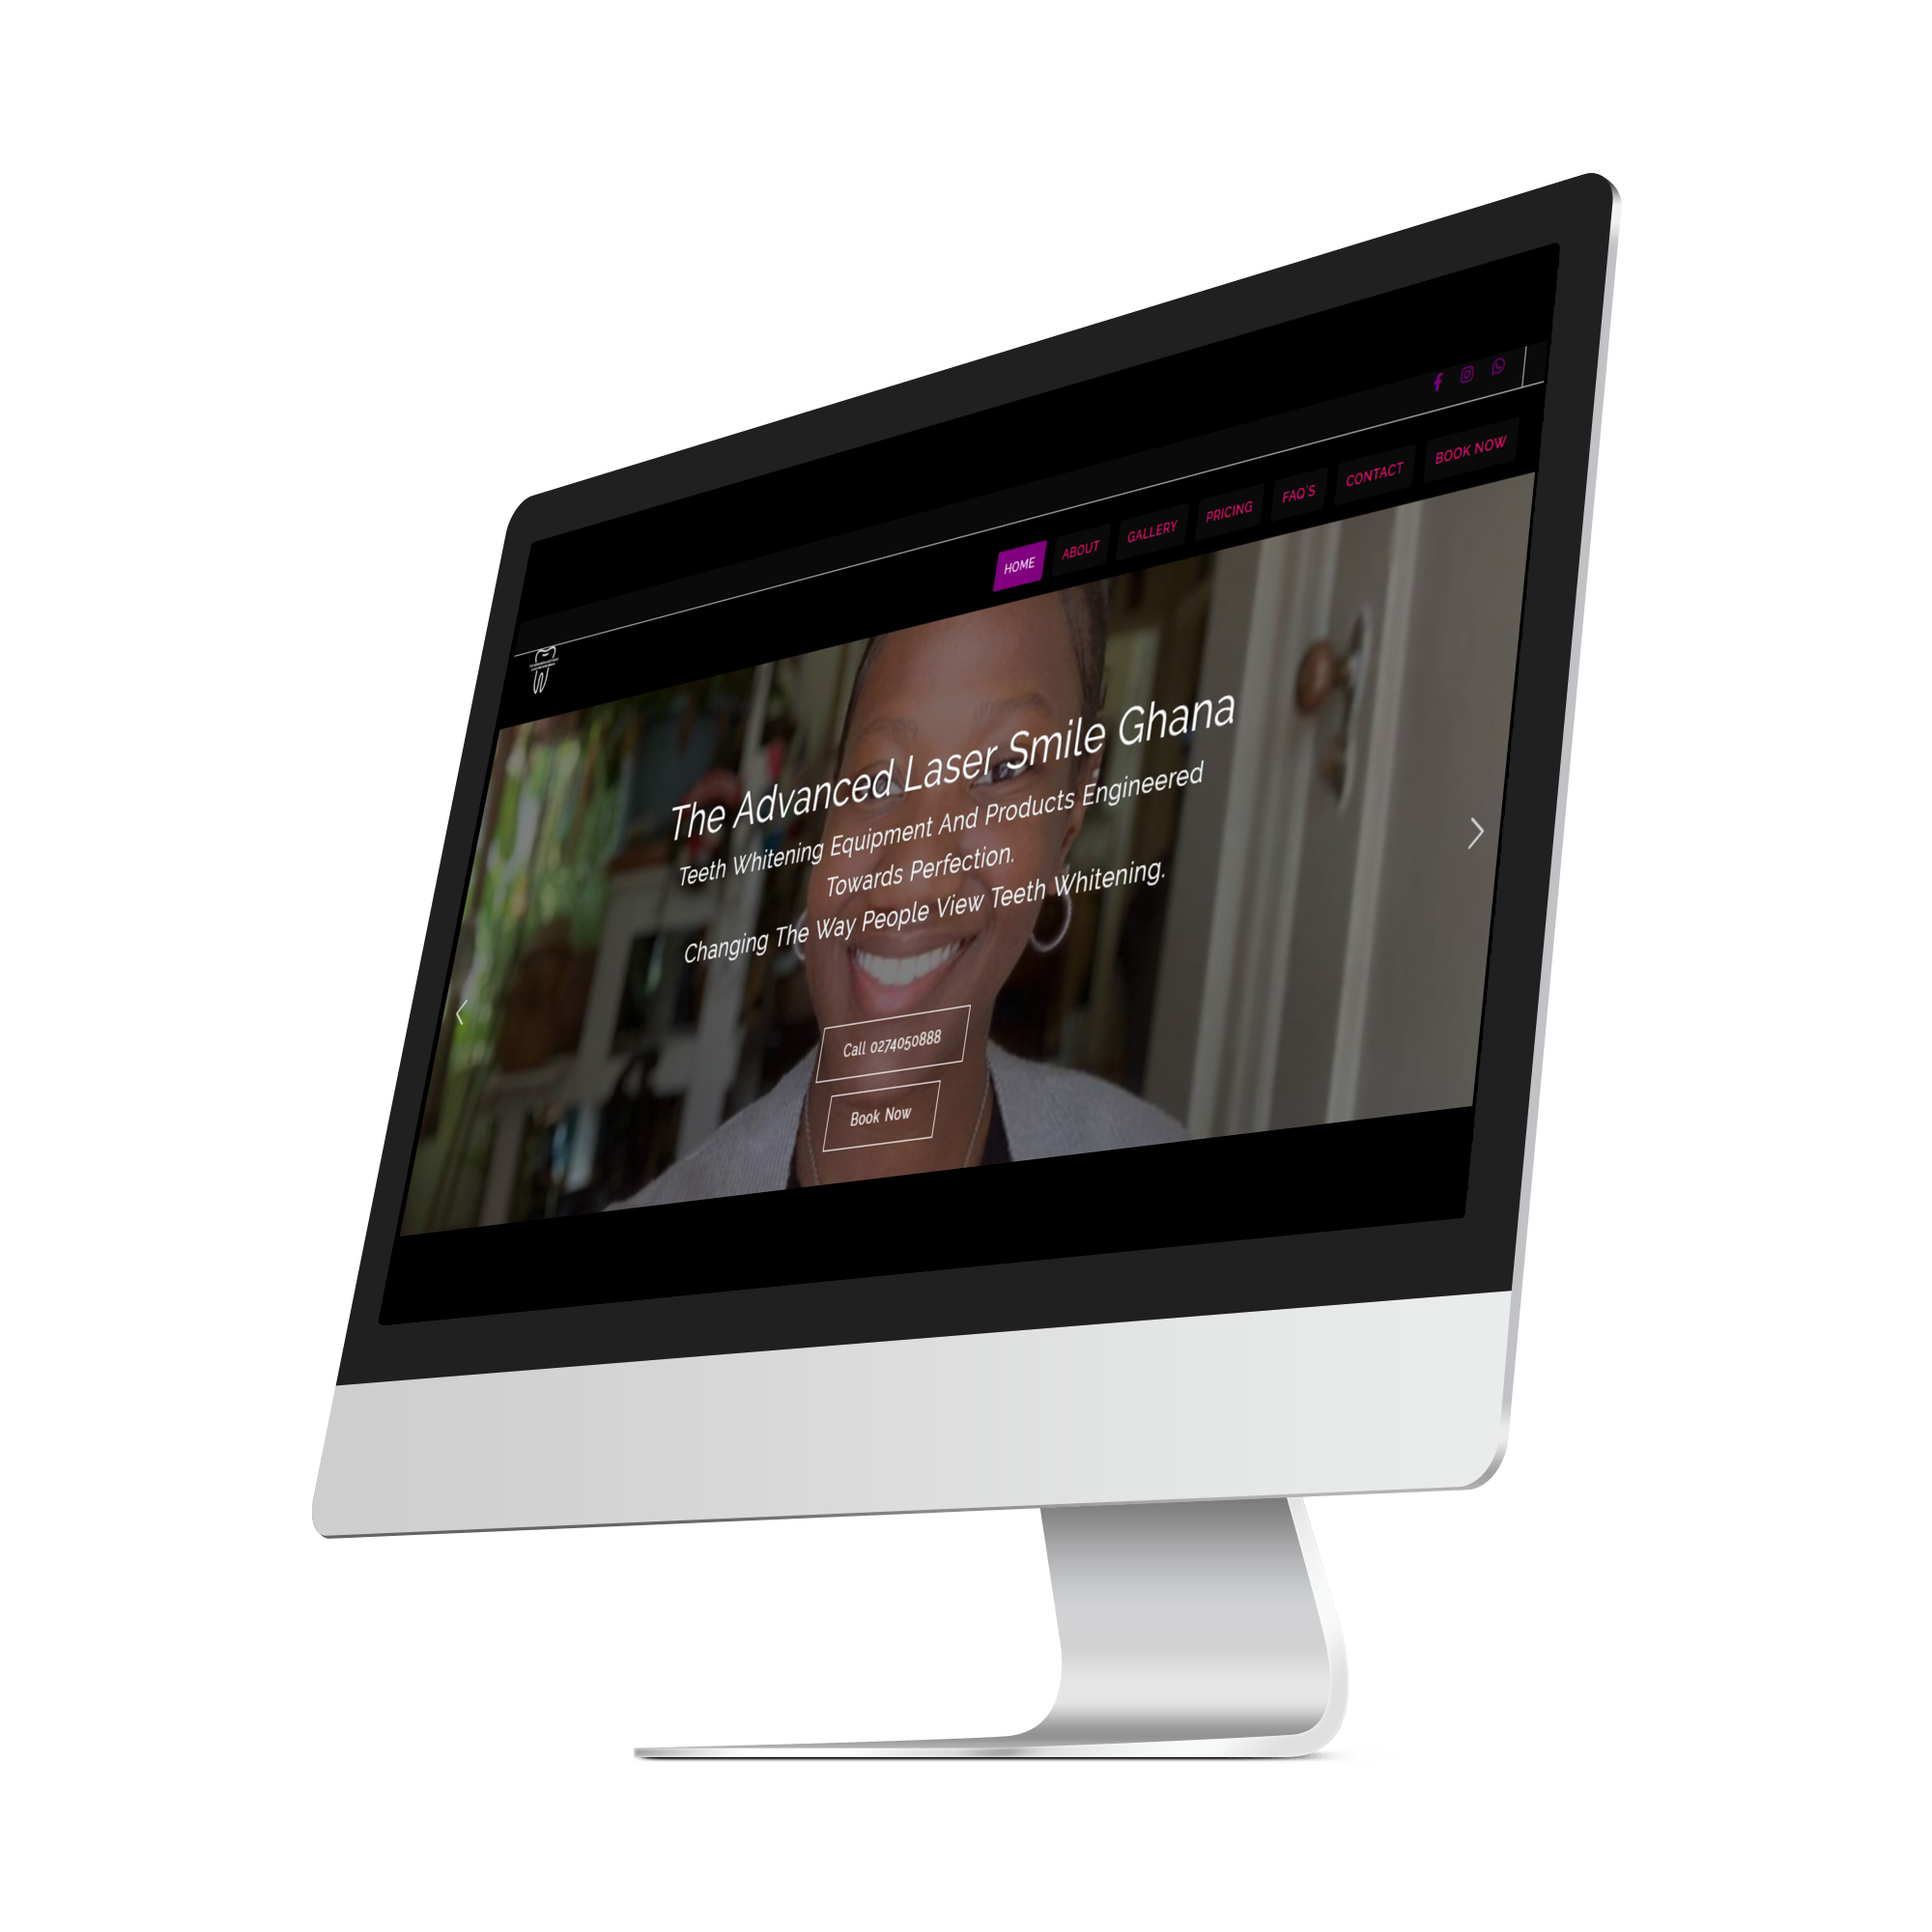 HOME ABOUT GALLERY PRICING FAQ'S CONTACT BOOK NOW
The Advanced Laser Smile Ghana
Teeth Whitening Equipment And Products Engineered
Towards Perfection.
Changing The Way People View Teeth Whitening.
Call 0274050888
Book Now